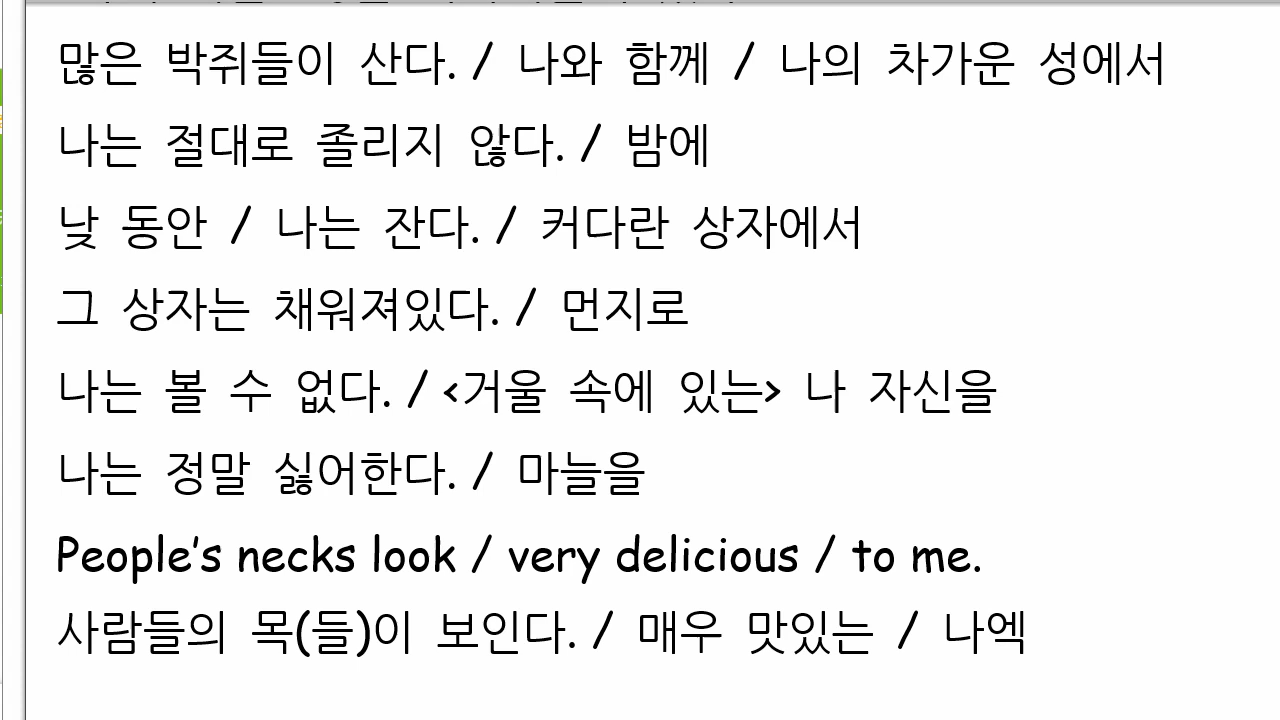 많은 박쥐들이 산다. / 나와 함께 / 나의 차가운 성에서
나는 절대로 졸리지 않다. / 밤에
낮 동안 / 나는 잔다. / 커다란 상자에서
그 상자는 채워져있다. / 먼지로
나는 볼 수 없다. / <거울 속에 있는> 나 자신을
나는 정말 싫어한다. / 마늘을
People's necks look / very delicious / to me.
사람들의 목(들)이 보인다. / 매우 맛있는 / 나엑